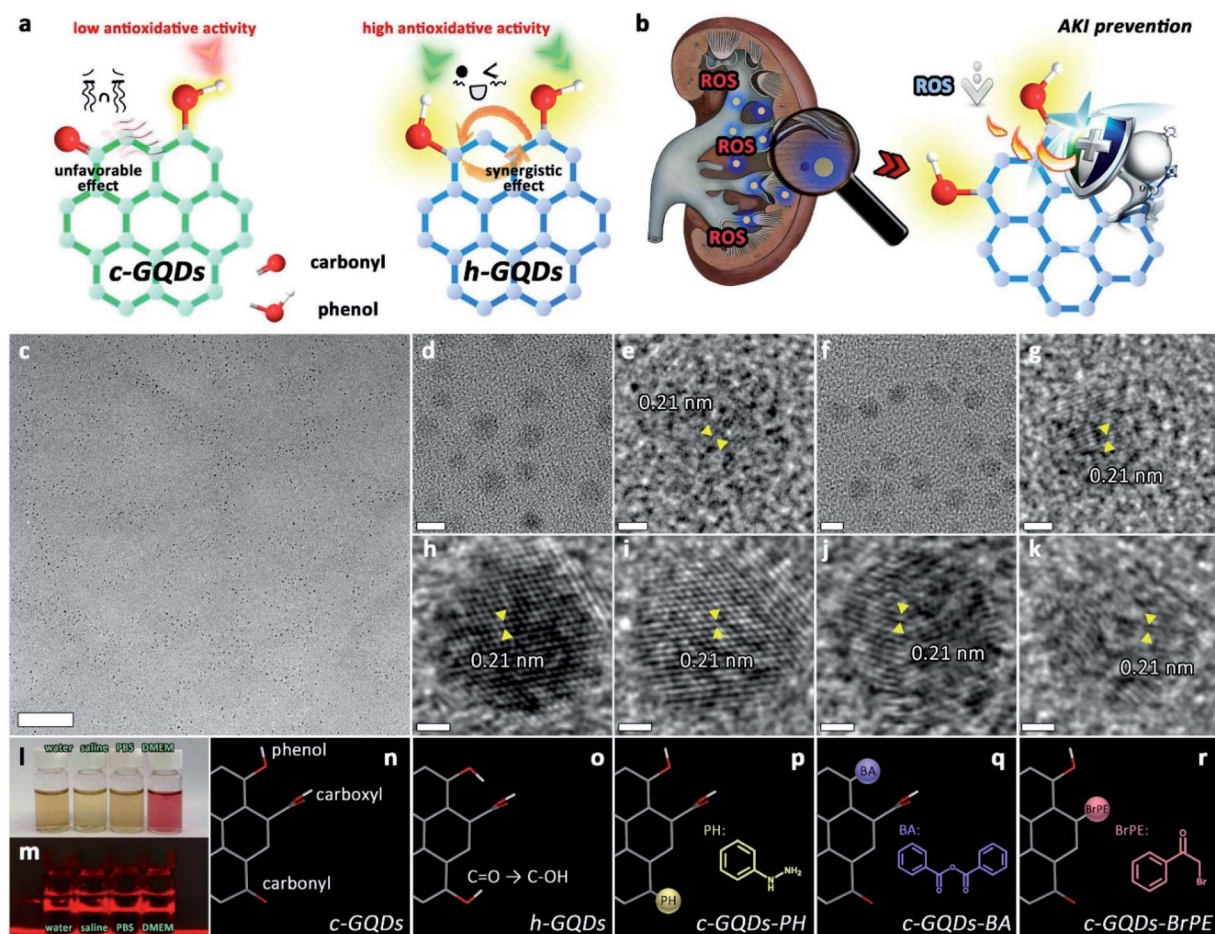 a
low antioxidative activity
high antioxidative activity
unfavorable
effect
synergistic
effect
c-GQDs
h-GQDs
carbonyl
phenol
b
AKI prevention
ROS
ROS
ROS
ROS
c
d
e
0.21 nm
f
g
0.21 nm
h
0.21 nm
i
0.21 nm
j
0.21 nm
k
0.21 nm
l
water saline PBS DMEM
m
water saline PBS DMEM
n
phenol
carboxyl
carbonyl
c-GQDs
o
C=O → C-OH
h-GQDs
p
PH:
N
H
NH₂
PH
c-GQDs-PH
q
BA
BA:
O
O
O
c-GQDs-BA
r
BrPE
BrPE:
O
Br
c-GQDs-BrPE